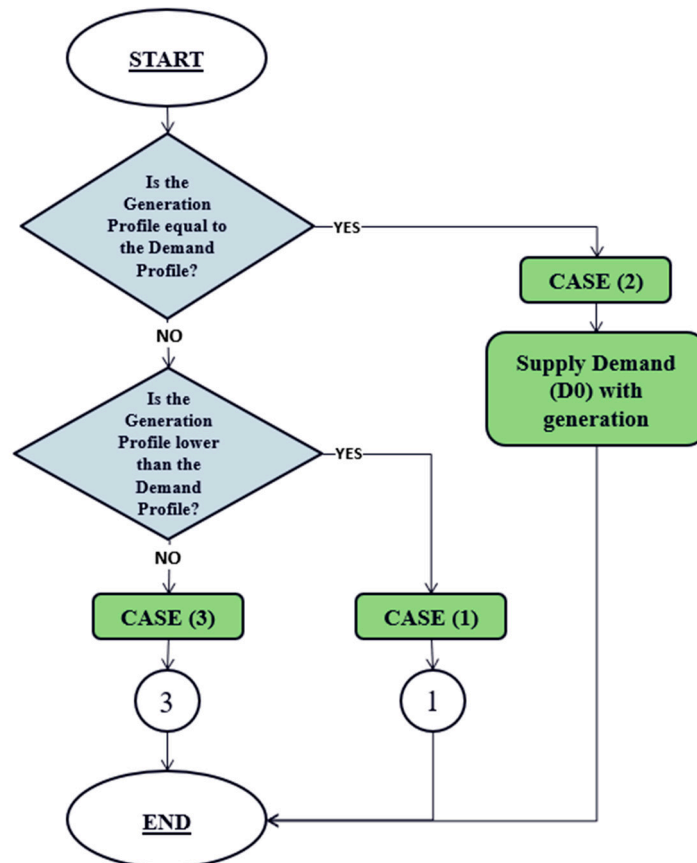 START
Is the
Generation
Profile equal to
the Demand
Profile?
YES
CASE (2)
NO
Supply Demand
(D0) with
generation
Is the
Generation
Profile lower
than the
Demand
Profile?
YES
NO
CASE (3)
CASE (1)
3
1
END